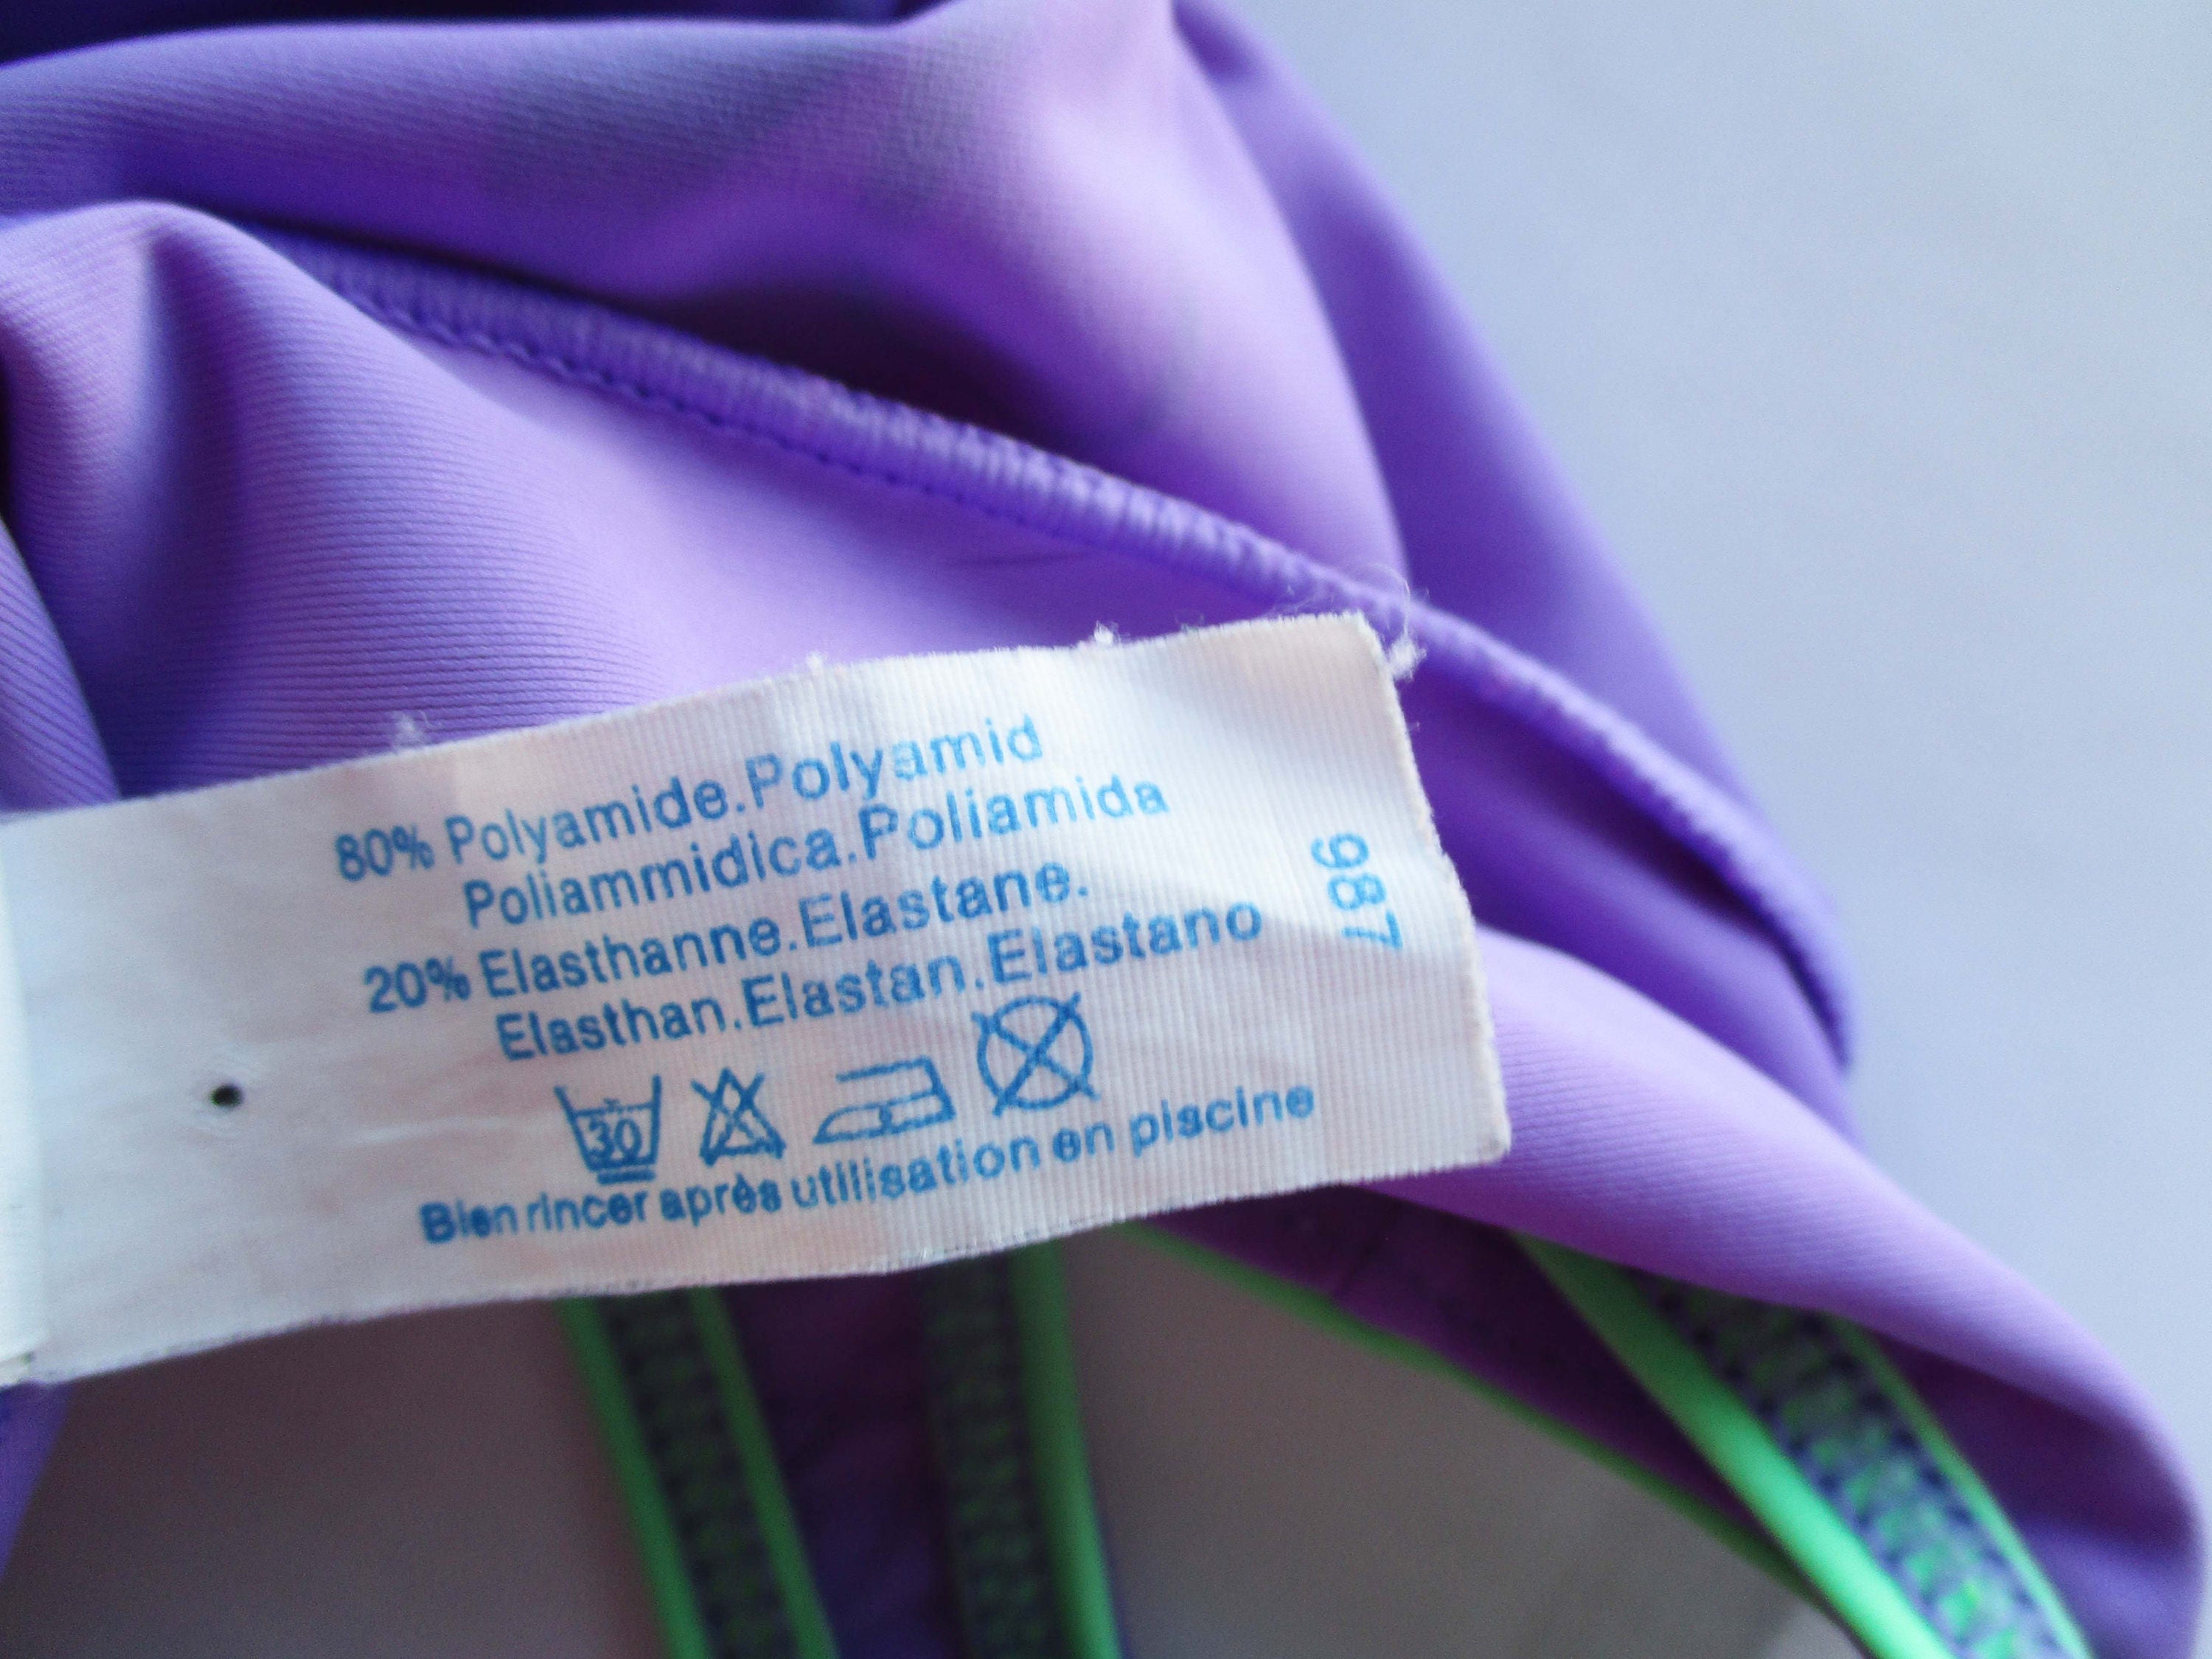 80% Polyamide.Polyamid
Poliammidica.Poliamida
20% Elasthanne.Elastane.
Elasthan.Elastan.Elastano
987
30
Bien rincer après utilisation en piscine